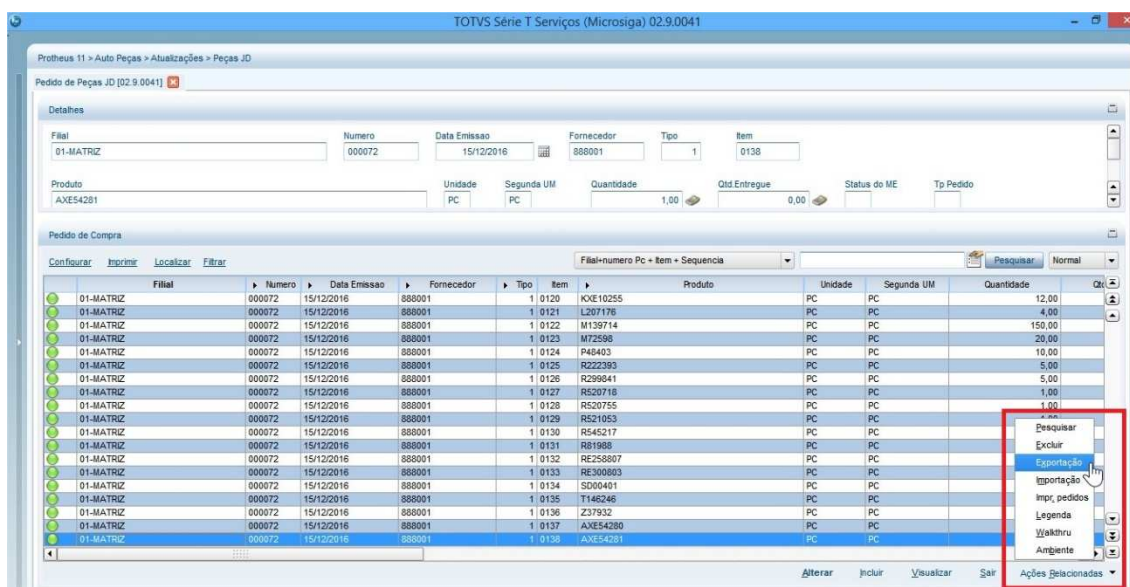 TOTVS Série T Serviços (Microsiga) 02.9.0041
Protheus 11 > Auto Peças > Atualizações > Peças JD
Pedido de Peças JD [02.9.0041]
Detalhes
Filial Numero Data Emissao Fornecedor Tipo Item
01-MATRIZ 000072 15/12/2016 888001 1 0138
Produto Unidade Segunda UM Quantidade Qtd.Entregue Status do ME Tp Pedido
AXE54281 PC PC 1,00 0,00
Pedido de Compra
Configurar Imprimir Localizar Filtrar Filial+numero Pc + Item + Sequencia Pesquisar Normal
Filial Numero Data Emissao Fornecedor Tipo Item Produto Unidade Segunda UM Quantidade
01-MATRIZ 000072 15/12/2016 888001 1 0120 KXE10255 PC PC 12,00
01-MATRIZ 000072 15/12/2016 888001 1 0121 L207176 PC PC 4,00
01-MATRIZ 000072 15/12/2016 888001 1 0122 M139714 PC PC 150,00
01-MATRIZ 000072 15/12/2016 888001 1 0123 M72598 PC PC 20,00
01-MATRIZ 000072 15/12/2016 888001 1 0124 P48403 PC PC 10,00
01-MATRIZ 000072 15/12/2016 888001 1 0125 R222393 PC PC 5,00
01-MATRIZ 000072 15/12/2016 888001 1 0126 R299841 PC PC 5,00
01-MATRIZ 000072 15/12/2016 888001 1 0127 R520718 PC PC 1,00
01-MATRIZ 000072 15/12/2016 888001 1 0128 R520755 PC PC 1,00
01-MATRIZ 000072 15/12/2016 888001 1 0129 R521053 PC PC
01-MATRIZ 000072 15/12/2016 888001 1 0130 R545217 PC PC
01-MATRIZ 000072 15/12/2016 888001 1 0131 R81988 PC PC
01-MATRIZ 000072 15/12/2016 888001 1 0132 RE258807 PC PC
01-MATRIZ 000072 15/12/2016 888001 1 0133 RE300803 PC PC
01-MATRIZ 000072 15/12/2016 888001 1 0134 SD00401 PC PC
01-MATRIZ 000072 15/12/2016 888001 1 0135 T146246 PC PC
01-MATRIZ 000072 15/12/2016 888001 1 0136 Z37932 PC PC
01-MATRIZ 000072 15/12/2016 888001 1 0137 AXE54280 PC PC
01-MATRIZ 000072 15/12/2016 888001 1 0138 AXE54281 PC PC
Pesquisar
Excluir
Exportação
Importação
Impr. pedidos
Legenda
Walkthru
Ambiente
Alterar Incluir Visualizar Sair Ações Relacionadas